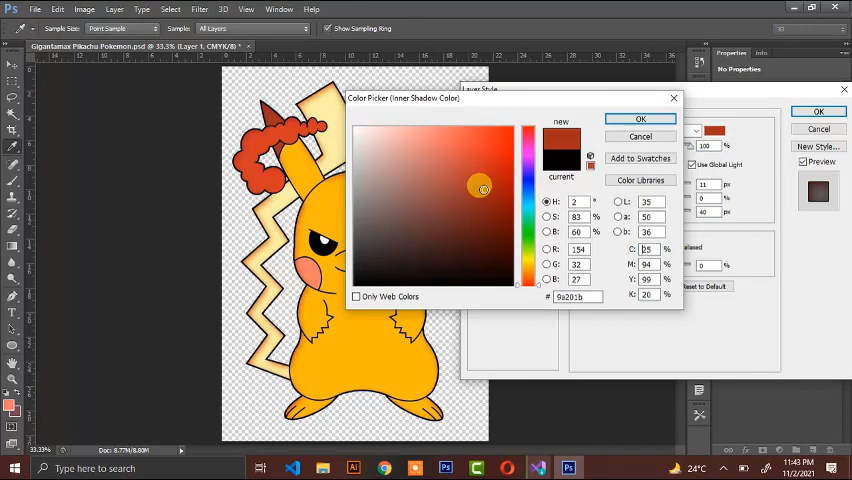 Ps File Edit Image Layer Type Select Filter 3D View Window Help
Sample Size: Point Sample Sample: All Layers Show Sampling Ring 3D
Gigantamax Pikachu Pokemon.psd @ 33.3% (Layer 1, CMYK/8) * ×
Properties Info
No Properties
Layer Style
Color Picker (Inner Shadow Color)
new
current
OK
Cancel
Add to Swatches
Color Libraries
H: 2 °
S: 83 %
B: 60 %
R: 154
G: 32
B: 27
L: 35
a: 50
b: 36
C: 25 %
M: 94 %
Y: 99 %
K: 20 %
# 9a201b
Only Web Colors
100 %
Use Global Light
11 px
0 %
40 px
aliased
0 %
Reset to Default
OK
Cancel
New Style...
Preview
33.33% Doc: 8.77M/8.80M
Type here to search
24°C
11:43 PM
11/2/2021